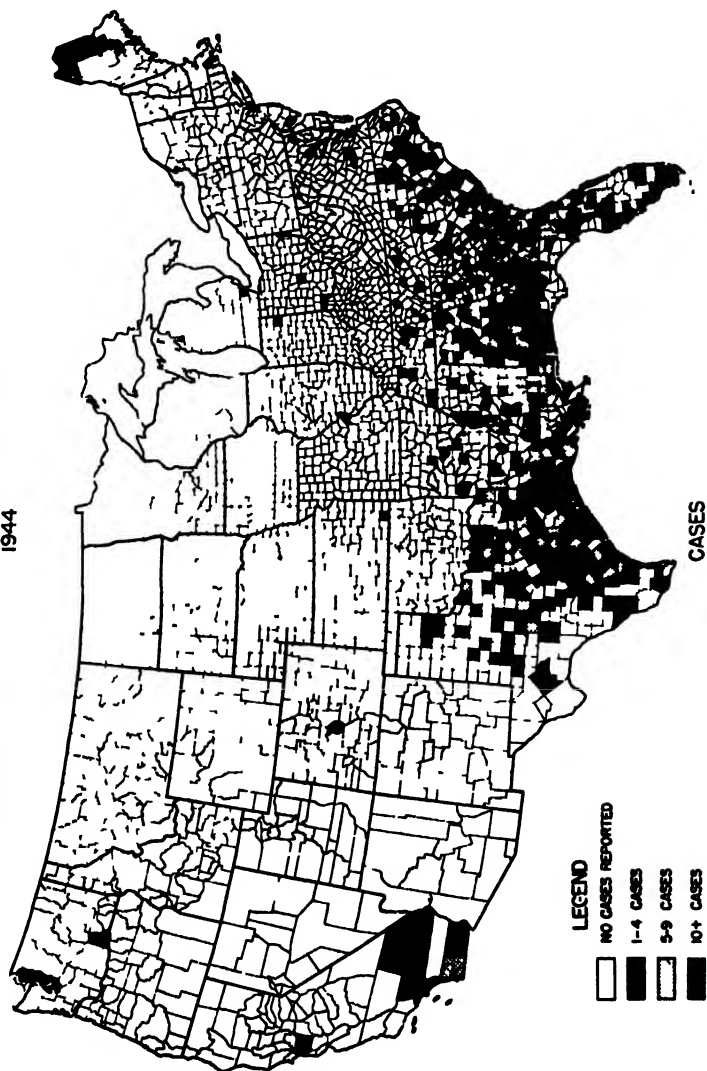 1944
CASES
LEGEND
NO CASES REPORTED
1-4 CASES
5-9 CASES
10+ CASES